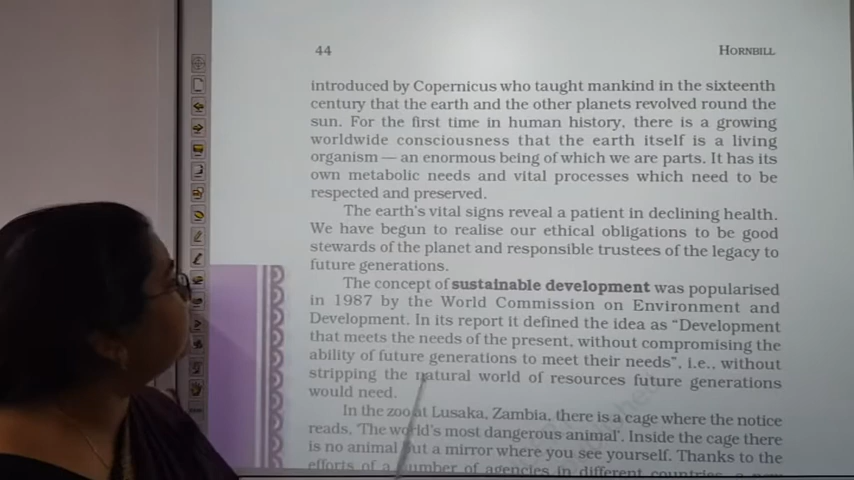 44
HORNBILL
introduced by Copernicus who taught mankind in the sixteenth
century that the earth and the other planets revolved round the
sun. For the first time in human history, there is a growing
worldwide consciousness that the earth itself is a living
organism — an enormous being of which we are parts. It has its
own metabolic needs and vital processes which need to be
respected and preserved.
The earth's vital signs reveal a patient in declining health.
We have begun to realise our ethical obligations to be good
stewards of the planet and responsible trustees of the legacy to
future generations.
The concept of sustainable development was popularised
in 1987 by the World Commission on Environment and
Development. In its report it defined the idea as "Development
that meets the needs of the present, without compromising the
ability of future generations to meet their needs", i.e., without
stripping the natural world of resources future generations
would need.
In the zoo at Lusaka, Zambia, there is a cage where the notice
reads, 'The world's most dangerous animal'. Inside the cage there
is no animal but a mirror where you see yourself. Thanks to the
efforts of a number of agencies in different countries, a new